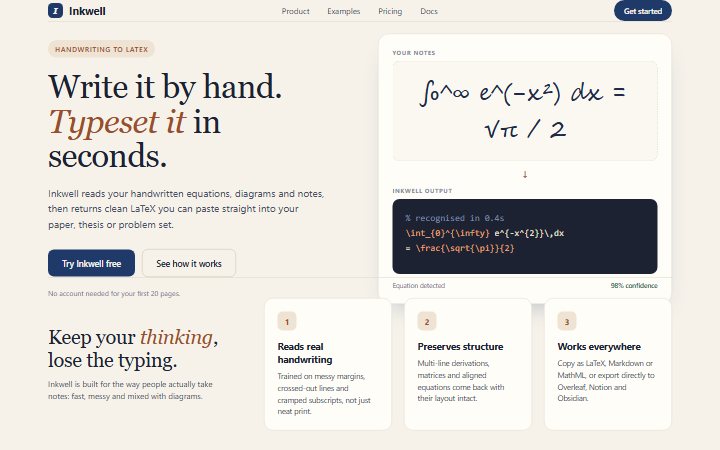 I Inkwell
Product Examples Pricing Docs
Get started
HANDWRITING TO LATEX
Write it by hand.
Typeset it in
seconds.
Inkwell reads your handwritten equations, diagrams and notes,
then returns clean LaTeX you can paste straight into your
paper, thesis or problem set.
Try Inkwell free
See how it works
No account needed for your first 20 pages.
YOUR NOTES
∫₀^∞ e^(-x²) dx =
√π / 2
↓
INKWELL OUTPUT
% recognised in 0.4s
\int_{0}^{\infty} e^{-x^{2}}\,dx
= \frac{\sqrt{\pi}}{2}
Equation detected
98% confidence
Keep your thinking,
lose the typing.
Inkwell is built for the way people actually take
notes: fast, messy and mixed with diagrams.
1
Reads real
handwriting
Trained on messy margins,
crossed-out lines and
cramped subscripts, not just
neat print.
2
Preserves structure
Multi-line derivations,
matrices and aligned
equations come back with
their layout intact.
3
Works everywhere
Copy as LaTeX, Markdown or
MathML, or export directly to
Overleaf, Notion and
Obsidian.